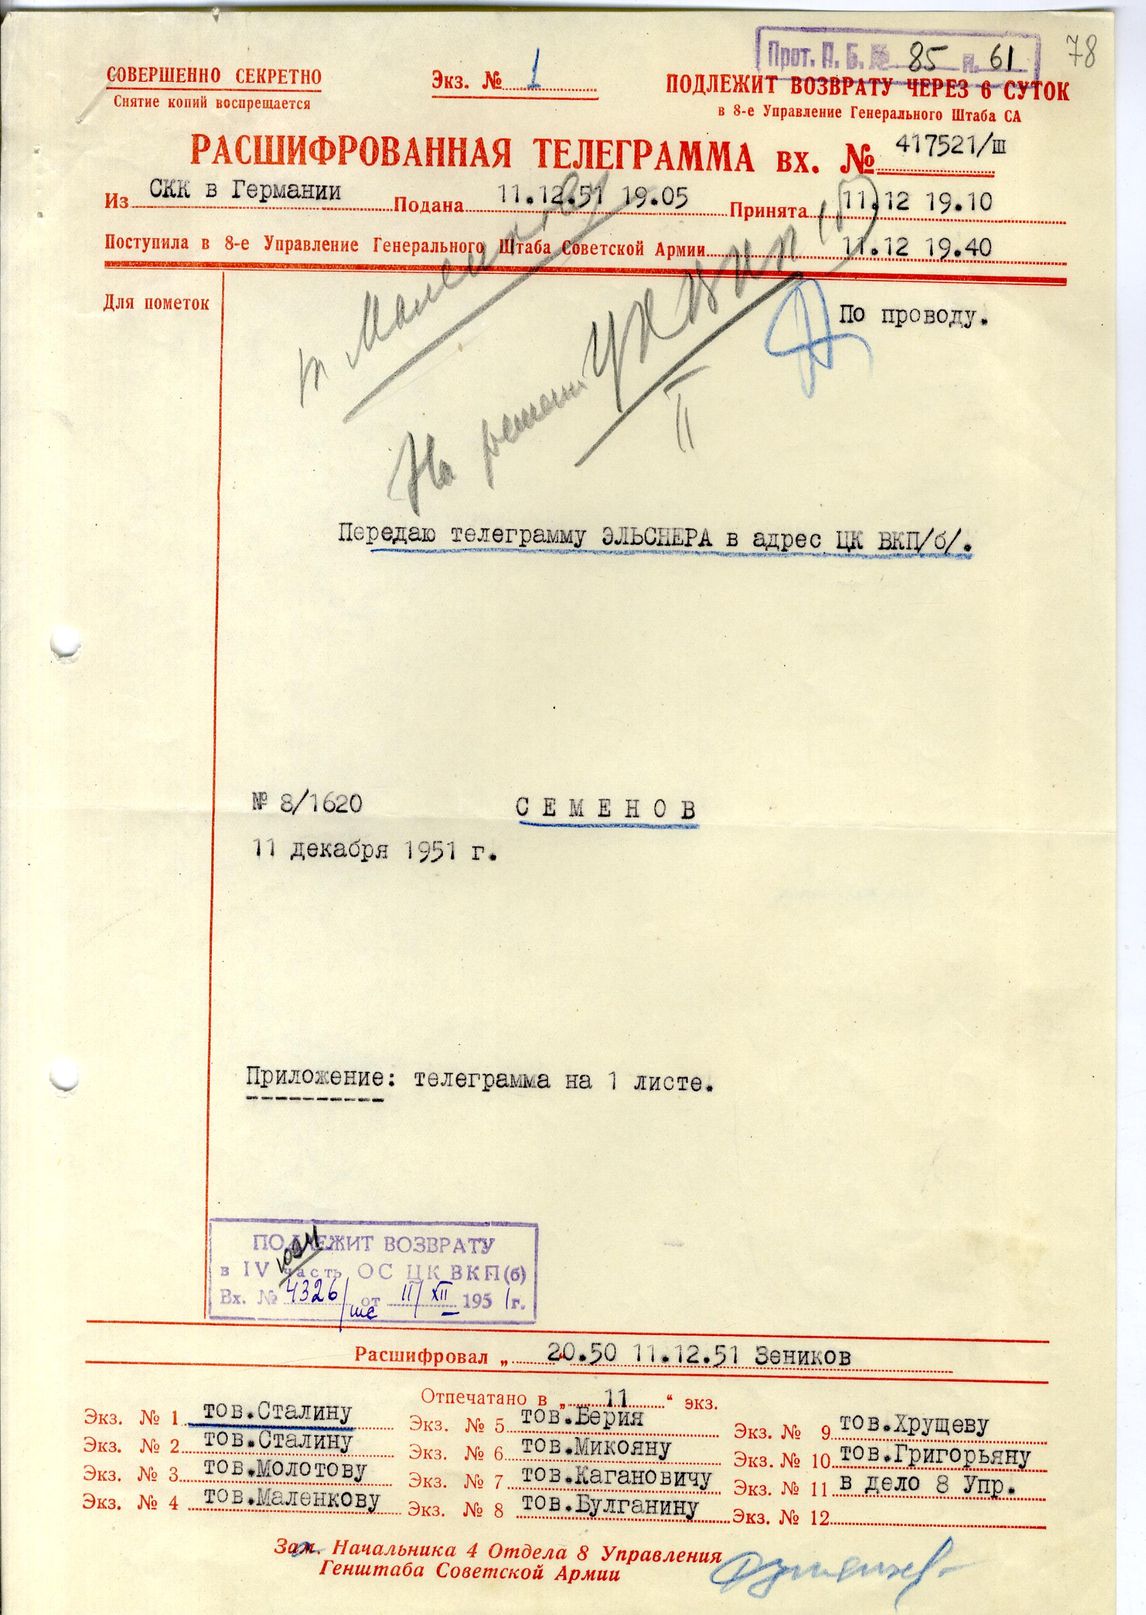 Прот. П. Б. № 85 п. 61
78
СОВЕРШЕННО СЕКРЕТНО
Снятие копий воспрещается
Экз. № 1
ПОДЛЕЖИТ ВОЗВРАТУ ЧЕРЕЗ 6 СУТОК
в 8-е Управление Генерального Штаба СА
РАСШИФРОВАННАЯ ТЕЛЕГРАММА вх. № 417521/ш
Из СКК в Германии Подана 11.12.51 19.05 Принята 11.12 19.10
Поступила в 8-е Управление Генерального Штаба Советской Армии 11.12 19.40
Для пометок
т Маленкову
По проводу.
На решение
Передаю телеграмму ЭЛЬСНЕРА в адрес ЦК ВКП/б/.
№ 8/1620 СЕМЕНОВ
11 декабря 1951 г.
Приложение: телеграмма на 1 листе.
ПОДЛЕЖИТ ВОЗВРАТУ
в IV часть ОС ЦК ВКП(б)
Вх. № 4326/шс от 11/XII 1951 г.
Расшифровал „ 20.50 11.12.51 Зеников
Отпечатано в „ 11 “ экз.
Экз. № 1 тов.Сталину Экз. № 5 тов.Берия Экз. № 9 тов.Хрущеву
Экз. № 2 тов.Сталину Экз. № 6 тов.Микояну Экз. № 10 тов.Григорьяну
Экз. № 3 тов.Молотову Экз. № 7 тов.Кагановичу Экз. № 11 в дело 8 Упр.
Экз. № 4 тов.Маленкову Экз. № 8 тов.Булганину Экз. № 12
Зам. Начальника 4 Отдела 8 Управления
Генштаба Советской Армии